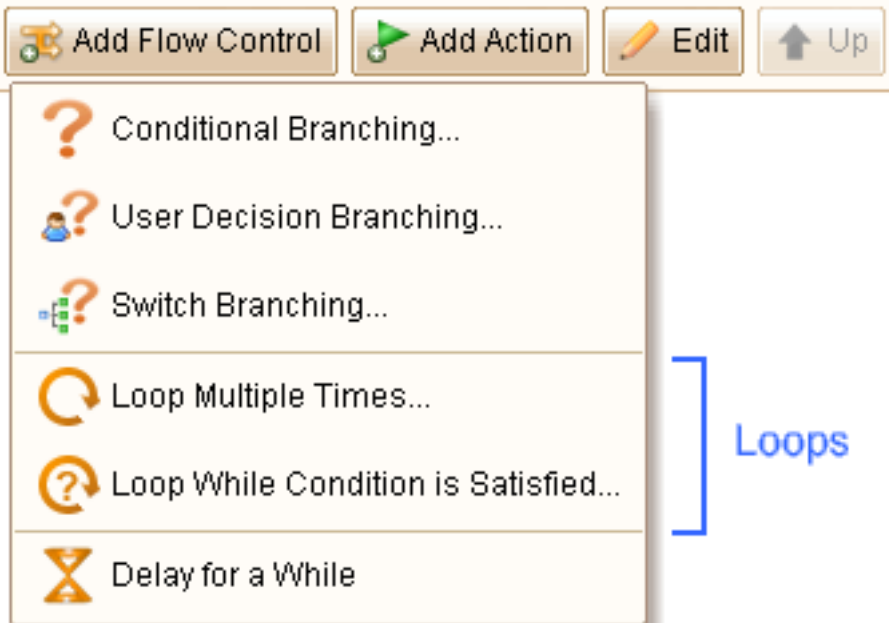 Add Flow Control Add Action Edit Up
Conditional Branching...
User Decision Branching...
Switch Branching...
Loop Multiple Times...
Loops
Loop While Condition is Satisfied...
Delay for a While